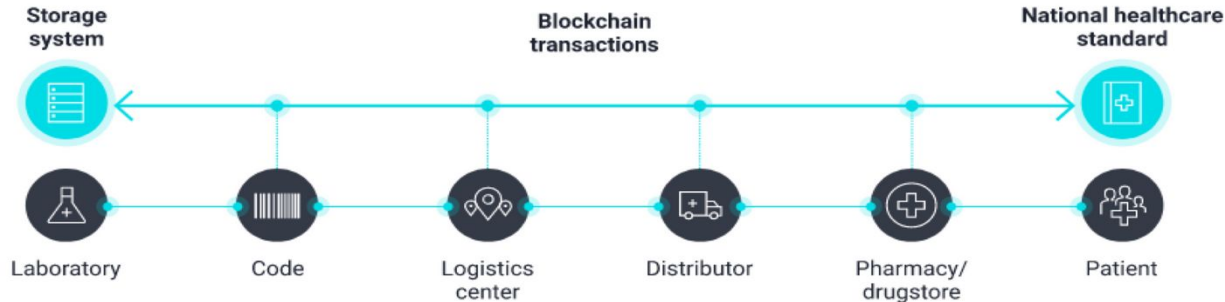 Storage
system
Blockchain
transactions
National healthcare
standard
Laboratory
Code
Logistics
center
Distributor
Pharmacy/
drugstore
Patient